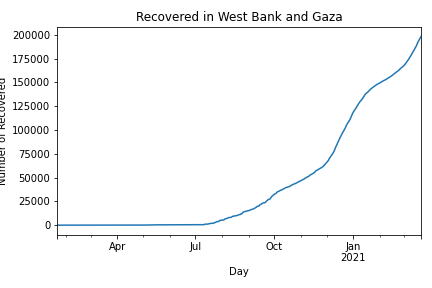 Recovered in West Bank and Gaza
Number of Recovered
200000
175000
150000
125000
100000
75000
50000
25000
0
Apr
Jul
Oct
Jan
2021
Day